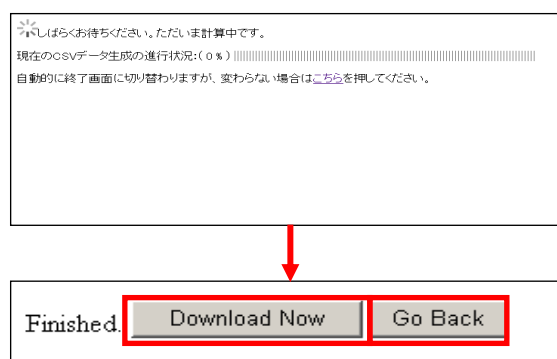 しばらくお待ちください。ただいま計算中です。
現在のCSVデータ生成の進行状況:(0%)||||||||||||||||||||||||||||||||||||||||||||||||||||||||||||||||||||||||||||||||||||||||||||||||||||
自動的に終了画面に切り替わりますが、変わらない場合はこちらを押してください。
Finished. Download Now Go Back